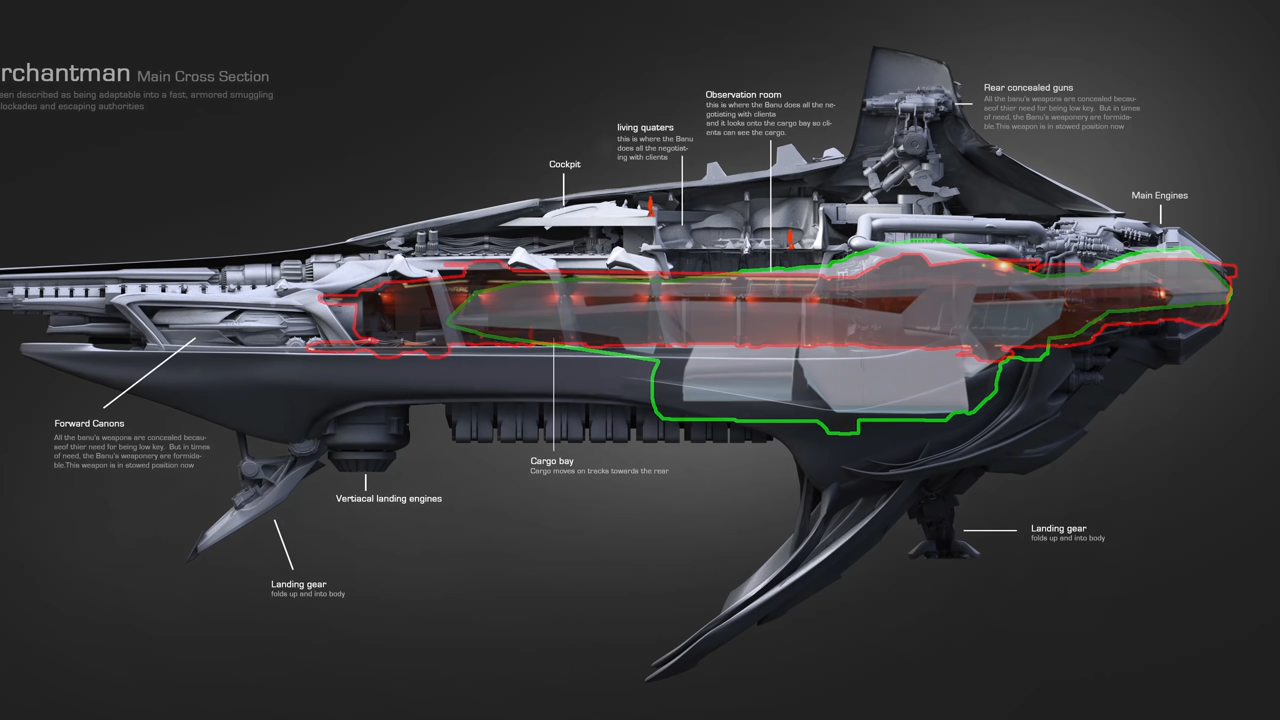 rchantman Main Cross Section
een described as being adaptable into a fast, armored smuggling
lockades and escaping authorities
Rear concealed guns
All the banu's weapons are concealed becau-
seof thier need for being low key. But in times
of need, the Banu's weaponery are formida-
ble.This weapon is in stowed position now
Observation room
this is where the Banu does all the ne-
gotiating with clients
and it looks onto the cargo bay so cli-
ents can see the cargo.
living quaters
this is where the Banu
does all the negotiat-
ing with clients
Cockpit
Main Engines
Forward Canons
All the banu's weapons are concealed becau-
seof thier need for being low key. But in times
of need, the Banu's weaponery are formida-
ble.This weapon is in stowed position now
Cargo bay
Cargo moves on tracks towards the rear
Vertiacal landing engines
Landing gear
folds up and into body
Landing gear
folds up and into body